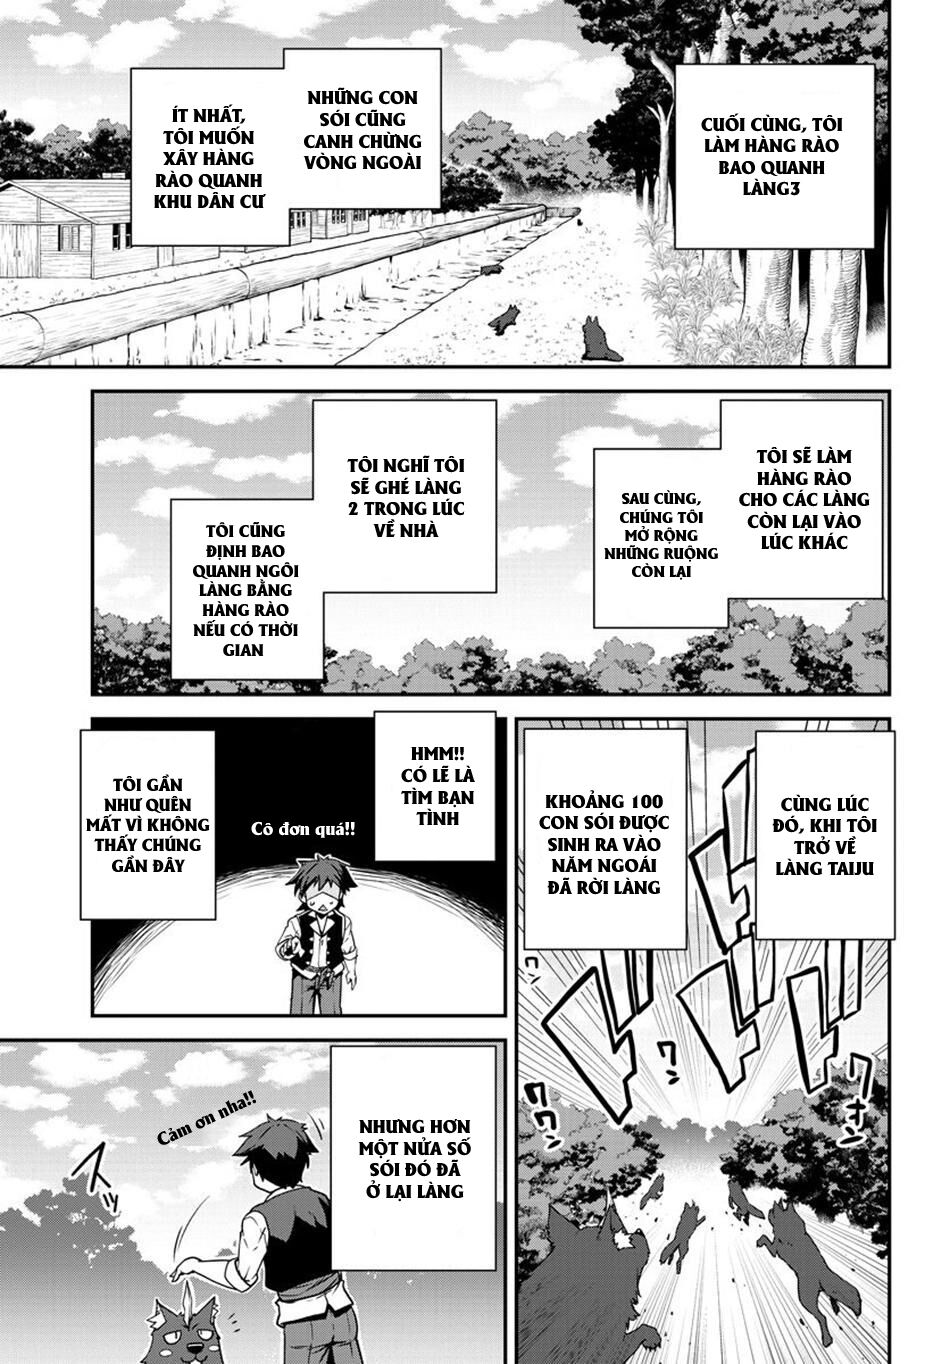 CUỐI CÙNG, TÔI
LÀM HÀNG RÀO
BAO QUANH
LÀNG3
NHỮNG CON
SÓI CŨNG
CANH CHỪNG
VÒNG NGOÀI
ÍT NHẤT,
TÔI MUỐN
XÂY HÀNG
RÀO QUANH
KHU DÂN CƯ
TÔI SẼ LÀM
HÀNG RÀO
CHO CÁC LÀNG
CÒN LẠI VÀO
LÚC KHÁC
SAU CÙNG,
CHÚNG TÔI
MỞ RỘNG
NHỮNG RUỘNG
CÒN LẠI
TÔI NGHĨ TÔI
SẼ GHÉ LÀNG
2 TRONG LÚC
VỀ NHÀ
TÔI CŨNG
ĐỊNH BAO
QUANH NGÔI
LÀNG BẰNG
HÀNG RÀO
NẾU CÓ THỜI
GIAN
CÙNG LÚC
ĐÓ, KHI TÔI
TRỞ VỀ
LÀNG TAIJU
KHOẢNG 100
CON SÓI ĐƯỢC
SINH RA VÀO
NĂM NGOÁI
ĐÃ RỜI LÀNG
HMM!!
CÓ LẼ LÀ
TÌM BẠN
TÌNH
Cô đơn quá!!
TÔI GẦN
NHƯ QUÊN
MẤT VÌ KHÔNG
THẤY CHÚNG
GẦN ĐÂY
NHƯNG HƠN
MỘT NỬA SỐ
SÓI ĐÓ ĐÃ
Ở LẠI LÀNG
Cảm ơn nha!!